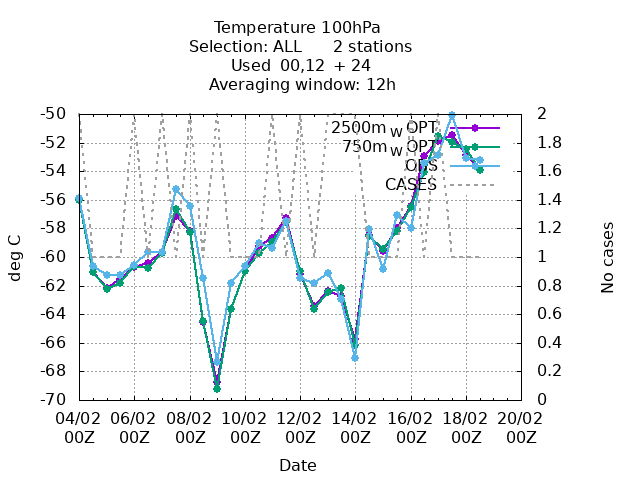 Temperature 100hPa
Selection: ALL 2 stations
Used 00,12 + 24
Averaging window: 12h
-50 2
2500m w OPT
-52 1.8
750m w OPT
-54 1.6
OBS
-56 1.4
CASES
-58 1.2
-60 1
-62 0.8
-64 0.6
-66 0.4
-68 0.2
-70 0
deg C
No cases
04/02 06/02 08/02 10/02 12/02 14/02 16/02 18/02 20/02
00Z 00Z 00Z 00Z 00Z 00Z 00Z 00Z 00Z
Date